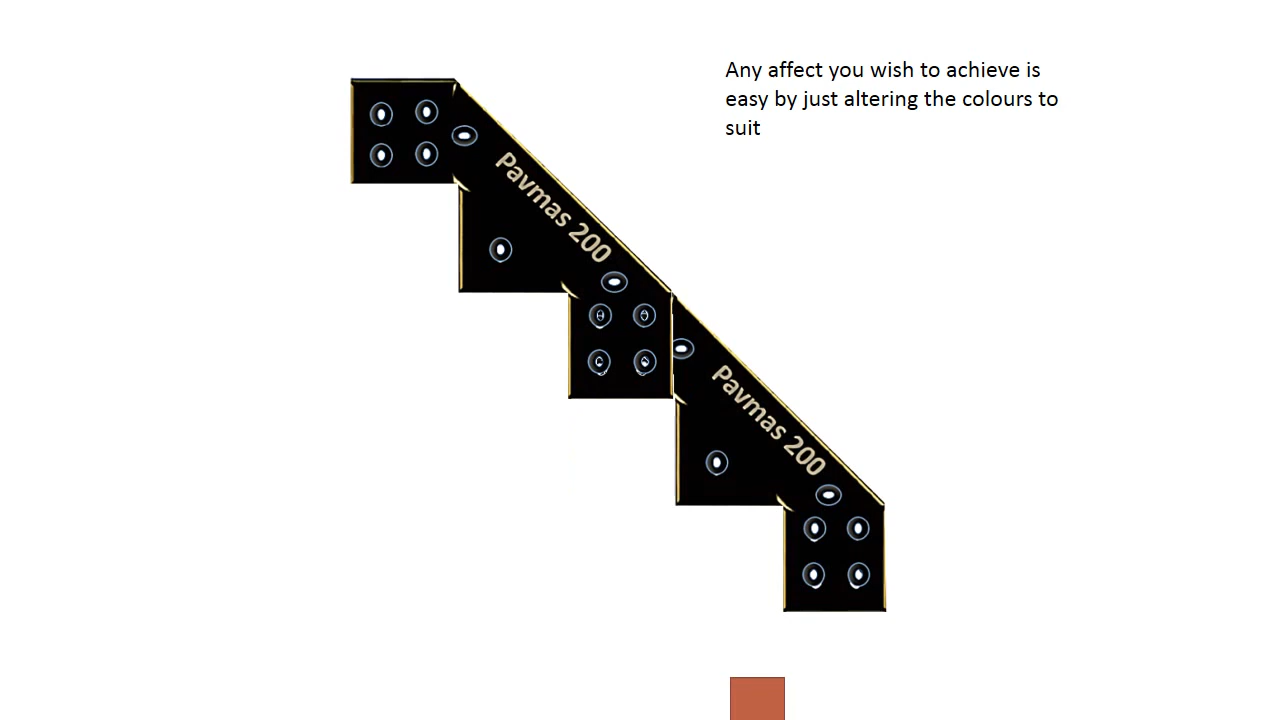 Any affect you wish to achieve is
easy by just altering the colours to
suit
Pavmas 200
Pavmas 200